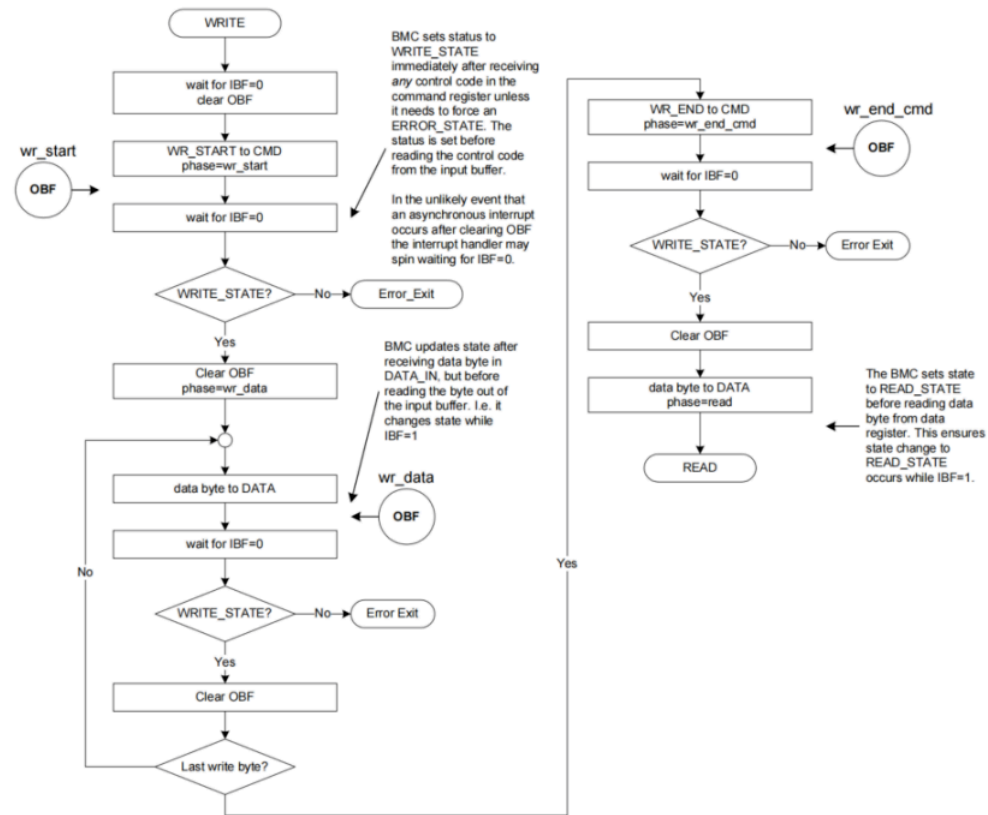 WRITE
wait for IBF=0
clear OBF
wr_start
OBF
WR_START to CMD
phase=wr_start
wait for IBF=0
WRITE_STATE?
No
Error_Exit
Yes
Clear OBF
phase=wr_data
data byte to DATA
wr_data
OBF
wait for IBF=0
WRITE_STATE?
No
Error Exit
Yes
Clear OBF
Last write byte?
No
Yes
BMC sets status to
WRITE_STATE
immediately after receiving
any control code in the
command register unless
it needs to force an
ERROR_STATE. The
status is set before
reading the control code
from the input buffer.
In the unlikely event that
an asynchronous interrupt
occurs after clearing OBF
the interrupt handler may
spin waiting for IBF=0.
BMC updates state after
receiving data byte in
DATA_IN, but before
reading the byte out of
the input buffer. I.e. it
changes state while
IBF=1
WR_END to CMD
phase=wr_end_cmd
wr_end_cmd
OBF
wait for IBF=0
WRITE_STATE?
No
Error Exit
Yes
Clear OBF
data byte to DATA
phase=read
READ
The BMC sets state
to READ_STATE
before reading data
byte from data
register. This ensures
state change to
READ_STATE
occurs while IBF=1.